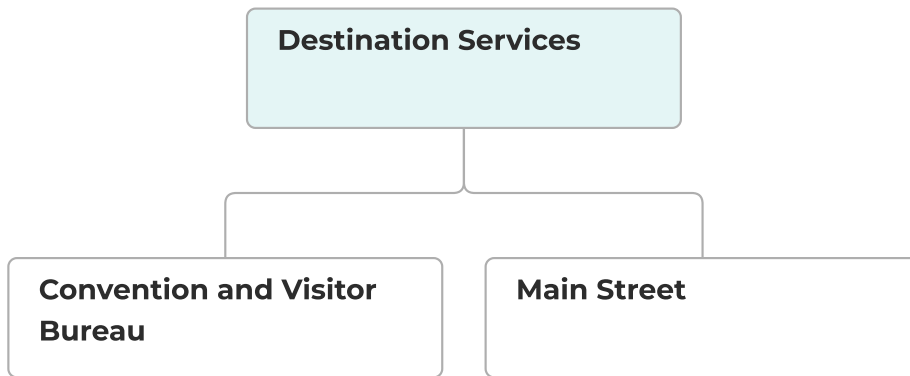 Destination Services
Convention and Visitor
Bureau
Main Street